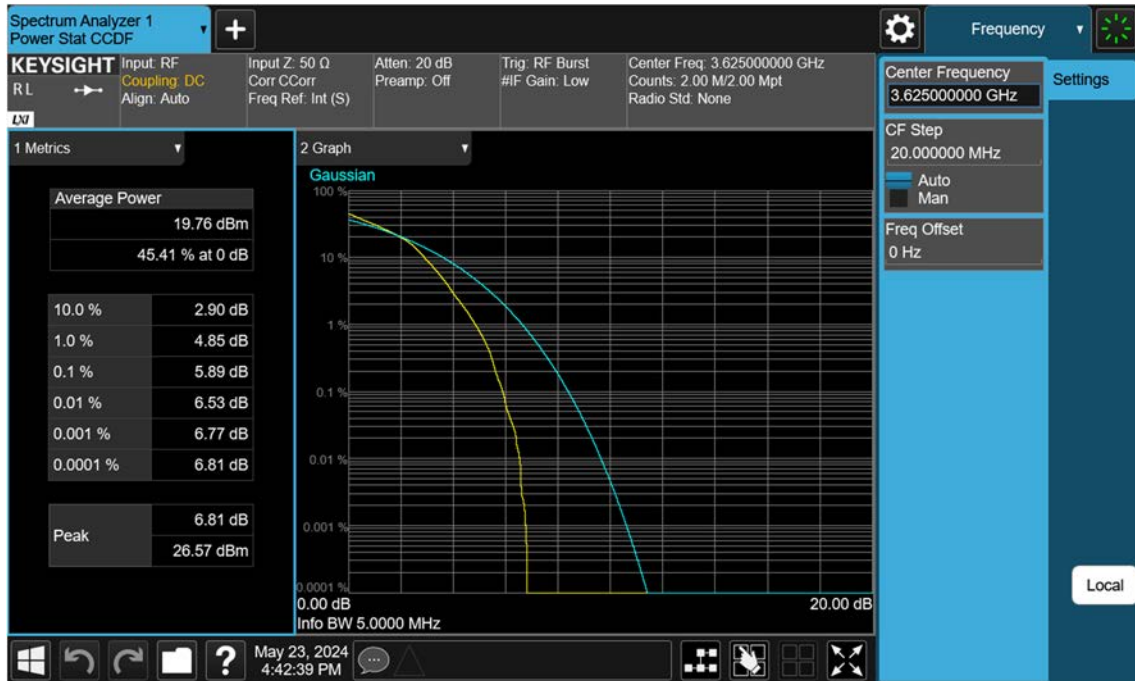 Spectrum Analyzer 1
Power Stat CCDF
+
Frequency
KEYSIGHT
RL
LXI
Input: RF
Coupling: DC
Align: Auto
Input Z: 50 Ω
Corr CCorr
Freq Ref: Int (S)
Atten: 20 dB
Preamp: Off
Trig: RF Burst
#IF Gain: Low
Center Freq: 3.625000000 GHz
Counts: 2.00 M/2.00 Mpt
Radio Std: None
Center Frequency
3.625000000 GHz
Settings
CF Step
20.000000 MHz
Auto
Man
Freq Offset
0 Hz
Local
1 Metrics
Average Power
19.76 dBm
45.41 % at 0 dB
10.0 % 2.90 dB
1.0 % 4.85 dB
0.1 % 5.89 dB
0.01 % 6.53 dB
0.001 % 6.77 dB
0.0001 % 6.81 dB
Peak
6.81 dB
26.57 dBm
2 Graph
Gaussian
100 %
10 %
1 %
0.1 %
0.01 %
0.001 %
0.0001 %
0.00 dB 20.00 dB
Info BW 5.0000 MHz
?
May 23, 2024
4:42:39 PM